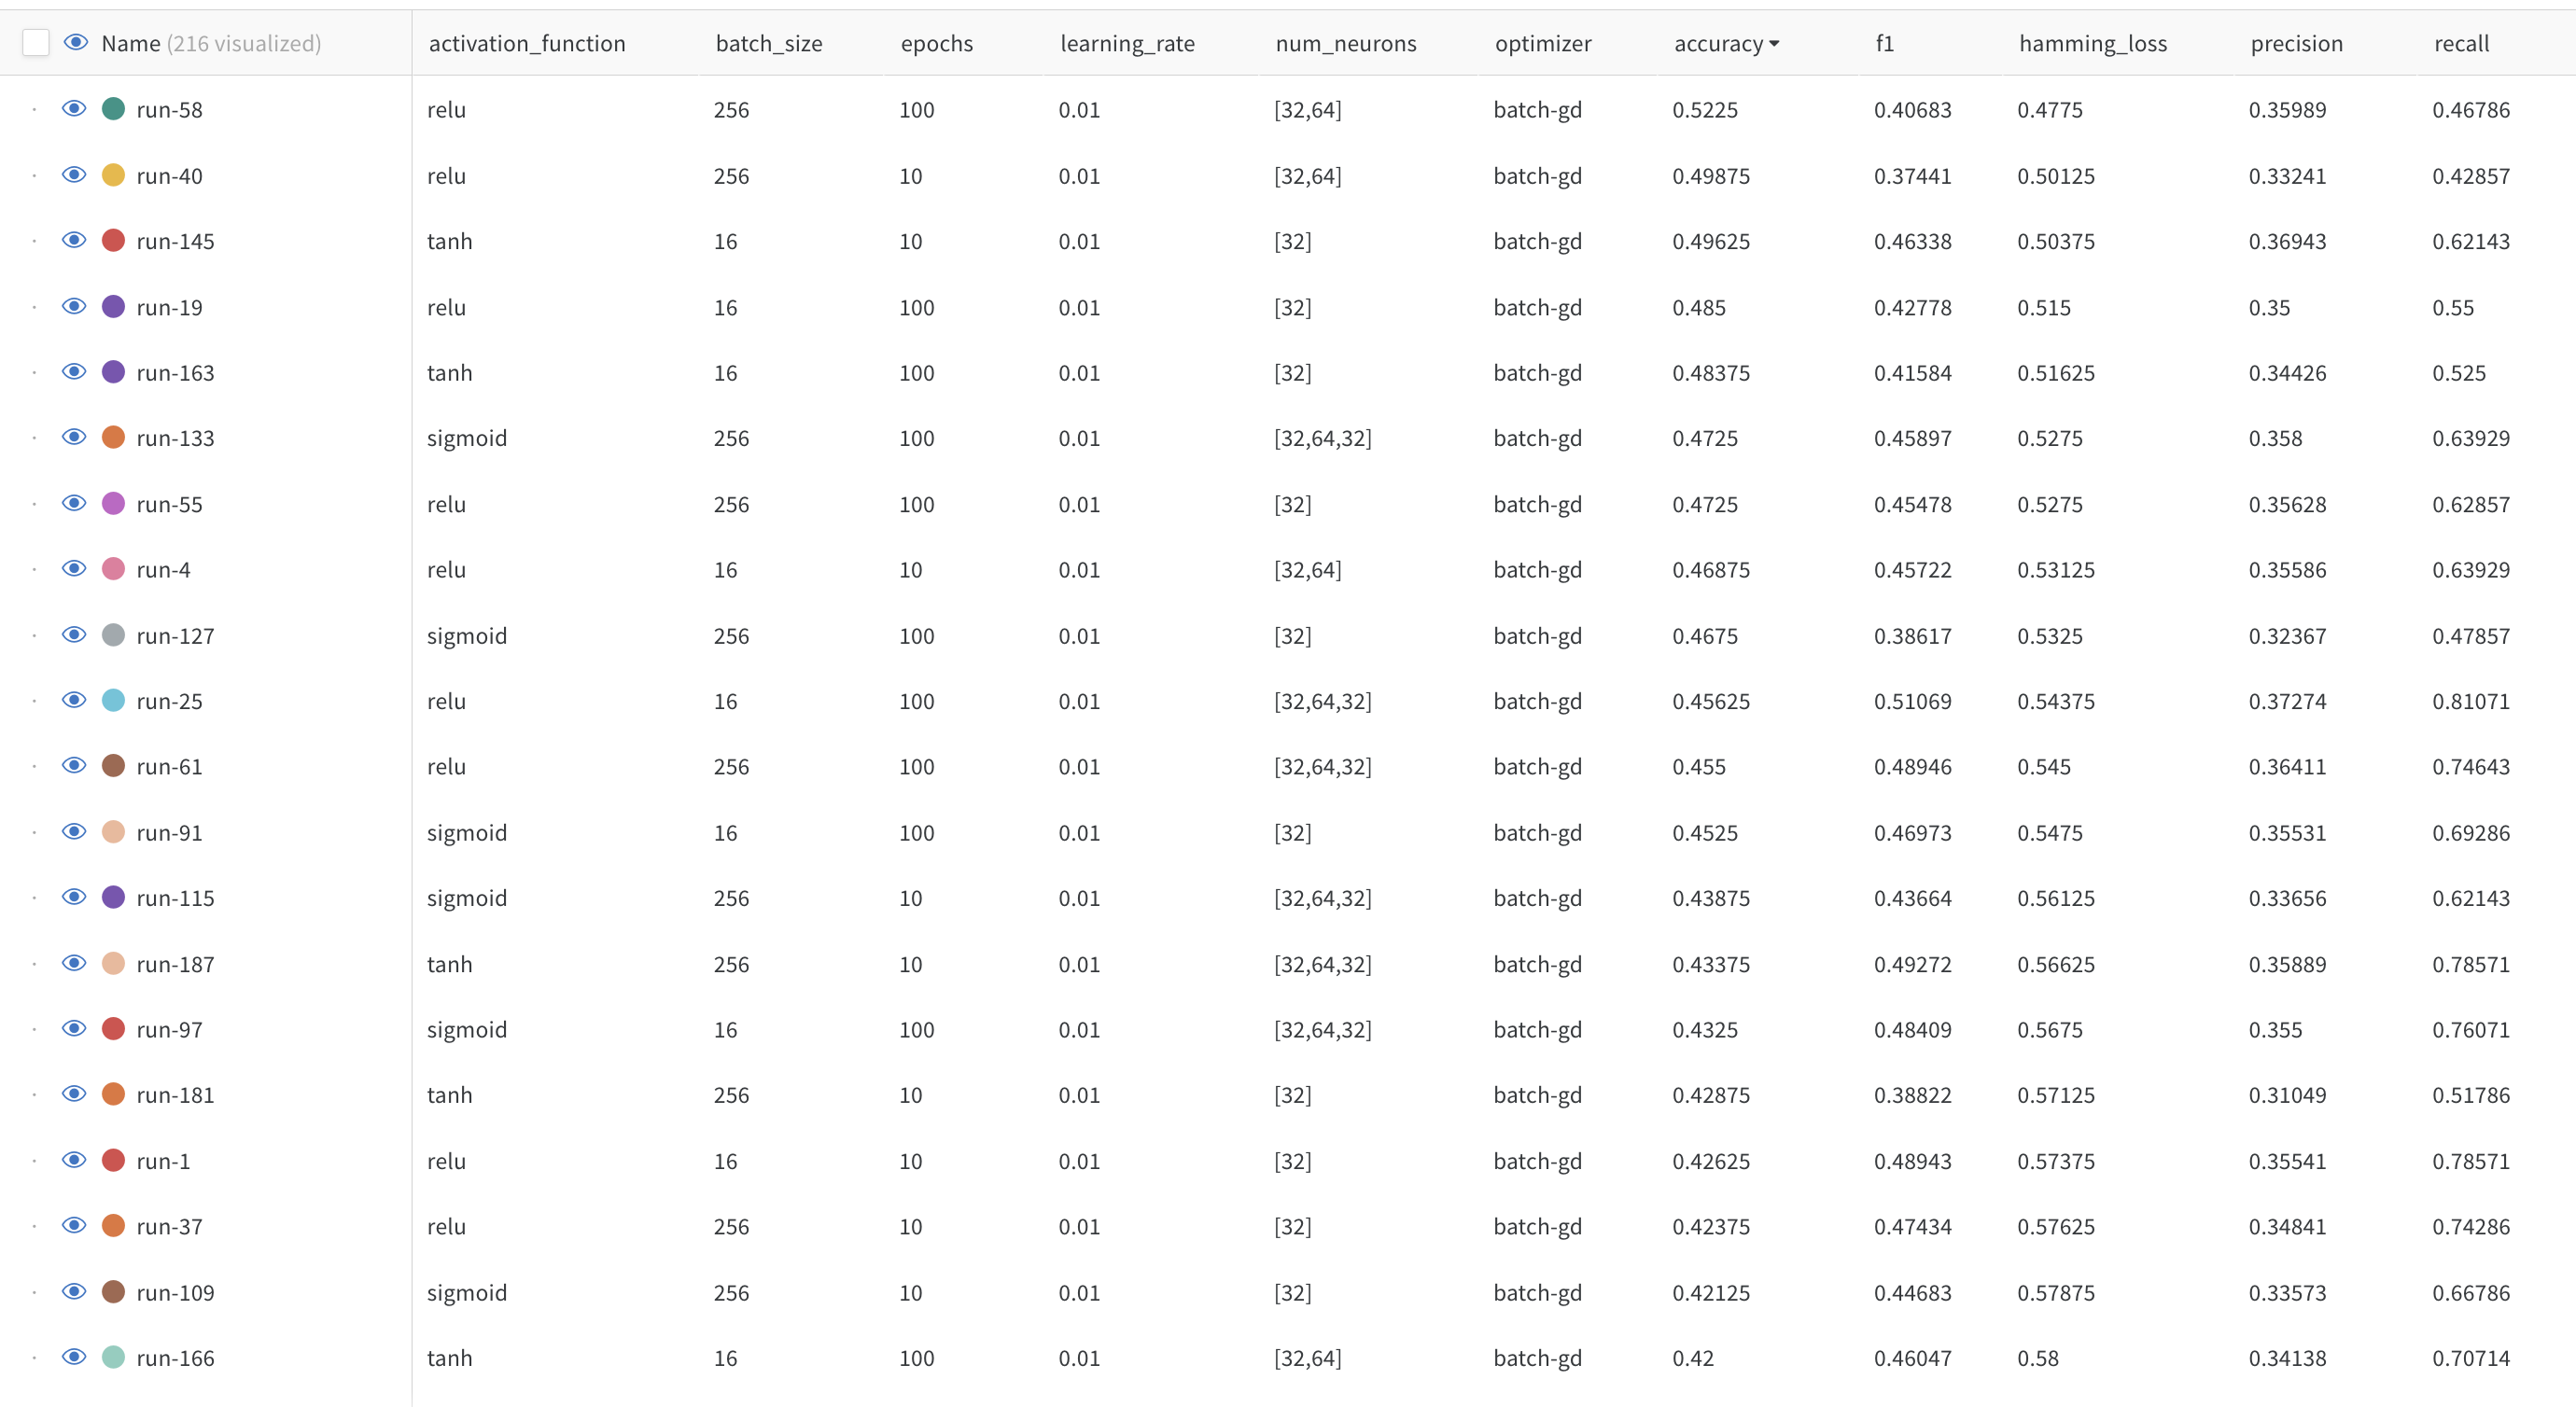 Name (216 visualized) activation_function batch_size epochs learning_rate num_neurons optimizer accuracy f1 hamming_loss precision recall
run-58 relu 256 100 0.01 [32,64] batch-gd 0.5225 0.40683 0.4775 0.35989 0.46786
run-40 relu 256 10 0.01 [32,64] batch-gd 0.49875 0.37441 0.50125 0.33241 0.42857
run-145 tanh 16 10 0.01 [32] batch-gd 0.49625 0.46338 0.50375 0.36943 0.62143
run-19 relu 16 100 0.01 [32] batch-gd 0.485 0.42778 0.515 0.35 0.55
run-163 tanh 16 100 0.01 [32] batch-gd 0.48375 0.41584 0.51625 0.34426 0.525
run-133 sigmoid 256 100 0.01 [32,64,32] batch-gd 0.4725 0.45897 0.5275 0.358 0.63929
run-55 relu 256 100 0.01 [32] batch-gd 0.4725 0.45478 0.5275 0.35628 0.62857
run-4 relu 16 10 0.01 [32,64] batch-gd 0.46875 0.45722 0.53125 0.35586 0.63929
run-127 sigmoid 256 100 0.01 [32] batch-gd 0.4675 0.38617 0.5325 0.32367 0.47857
run-25 relu 16 100 0.01 [32,64,32] batch-gd 0.45625 0.51069 0.54375 0.37274 0.81071
run-61 relu 256 100 0.01 [32,64,32] batch-gd 0.455 0.48946 0.545 0.36411 0.74643
run-91 sigmoid 16 100 0.01 [32] batch-gd 0.4525 0.46973 0.5475 0.35531 0.69286
run-115 sigmoid 256 10 0.01 [32,64,32] batch-gd 0.43875 0.43664 0.56125 0.33656 0.62143
run-187 tanh 256 10 0.01 [32,64,32] batch-gd 0.43375 0.49272 0.56625 0.35889 0.78571
run-97 sigmoid 16 100 0.01 [32,64,32] batch-gd 0.4325 0.48409 0.5675 0.355 0.76071
run-181 tanh 256 10 0.01 [32] batch-gd 0.42875 0.38822 0.57125 0.31049 0.51786
run-1 relu 16 10 0.01 [32] batch-gd 0.42625 0.48943 0.57375 0.35541 0.78571
run-37 relu 256 10 0.01 [32] batch-gd 0.42375 0.47434 0.57625 0.34841 0.74286
run-109 sigmoid 256 10 0.01 [32] batch-gd 0.42125 0.44683 0.57875 0.33573 0.66786
run-166 tanh 16 100 0.01 [32,64] batch-gd 0.42 0.46047 0.58 0.34138 0.70714